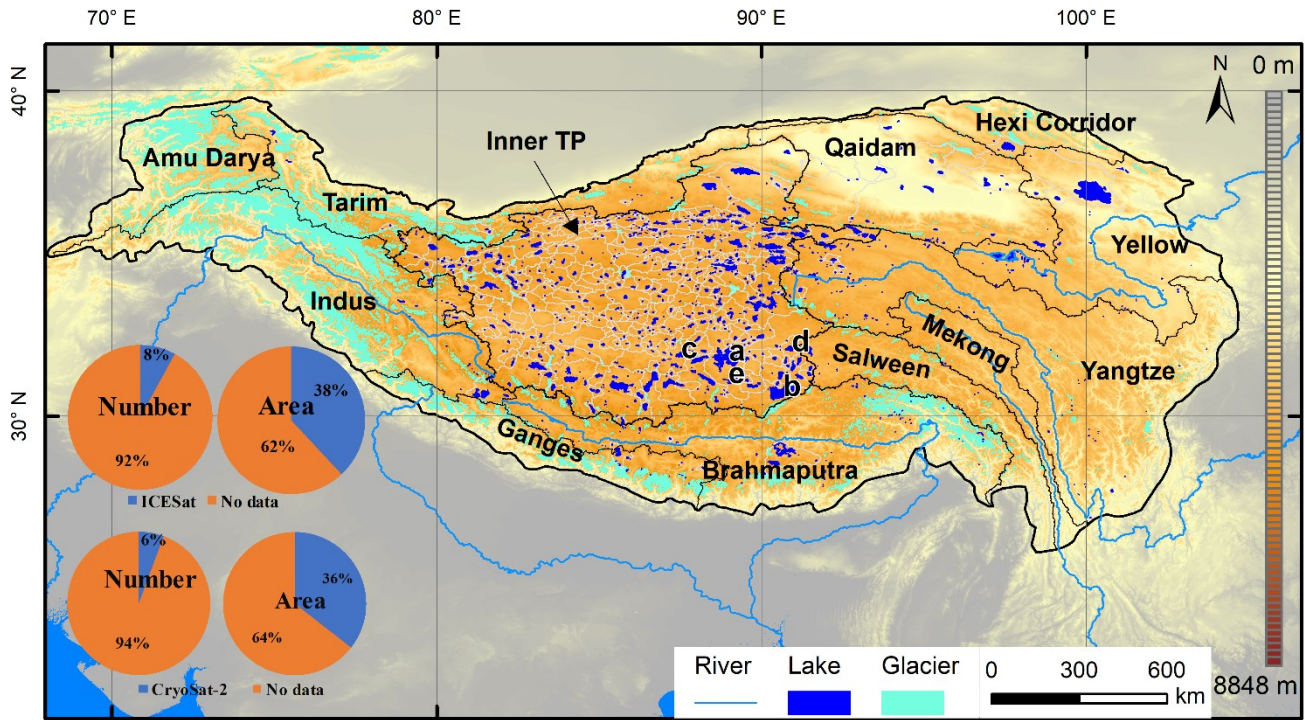 70° E
80° E
90° E
100° E
N
0 m
40° N
30° N
Hexi Corridor
Inner TP
Qaidam
Amu Darya
Tarim
Yellow
Indus
Mekong
c
a
d
e
b
Salween
Yangtze
Ganges
Brahmaputra
8%
Number
92%
Area
38%
62%
ICESat
No data
6%
Number
94%
36%
Area
64%
CryoSat-2
No data
River
Lake
Glacier
0
300
600
km
8848 m